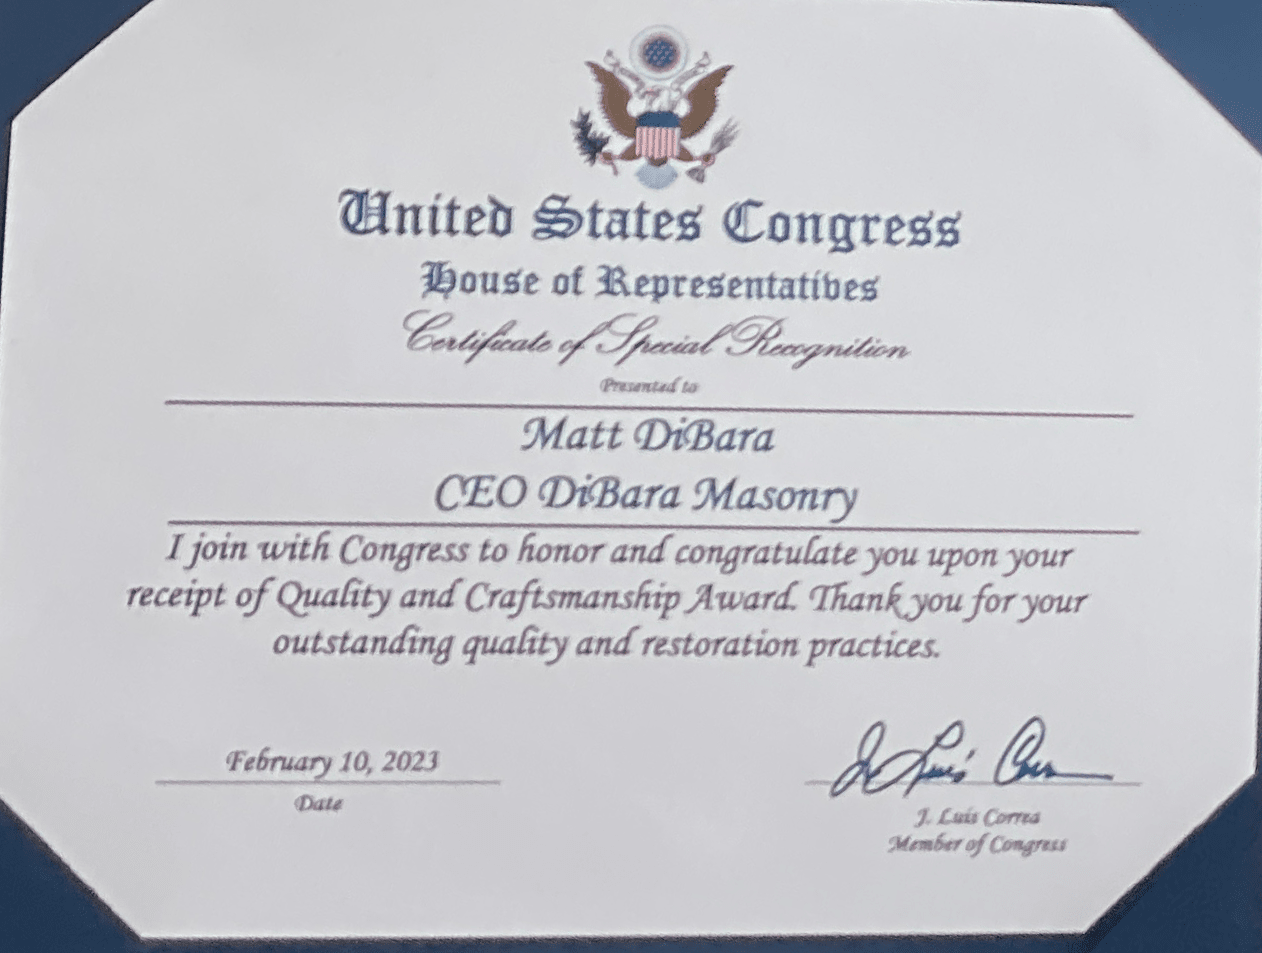 United States Congress
House of Representatives
Certificate of Special Recognition
Presented to
Matt DiBara
CEO DiBara Masonry
I join with Congress to honor and congratulate you upon your
receipt of Quality and Craftsmanship Award. Thank you for your
outstanding quality and restoration practices.
February 10, 2023
Date
J. Luis Correa
J. Luis Correa
Member of Congress